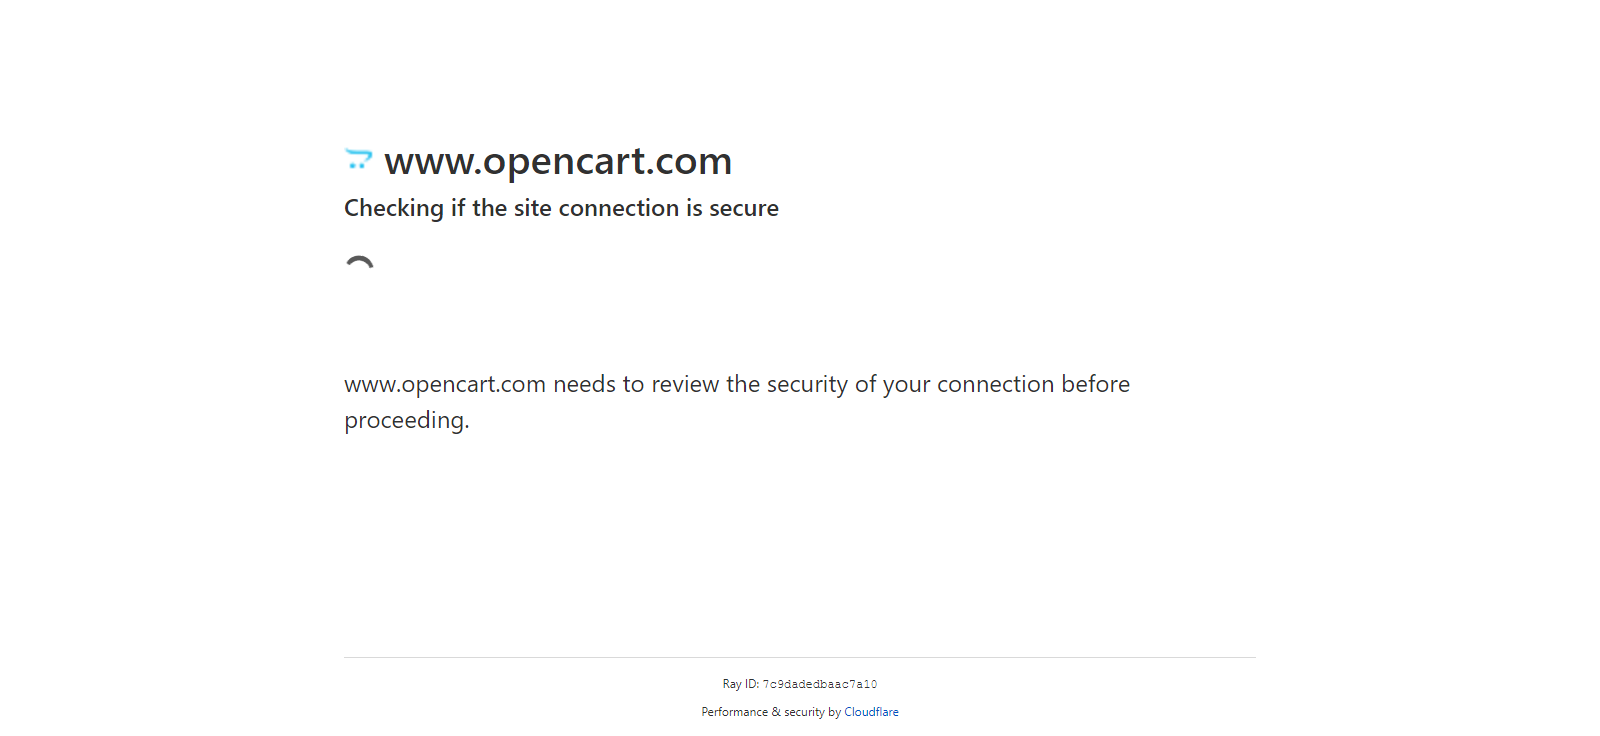 www.opencart.com
Checking if the site connection is secure
www.opencart.com needs to review the security of your connection before
proceeding.
Ray ID: 7c9dadedbaac7a10
Performance & security by Cloudflare